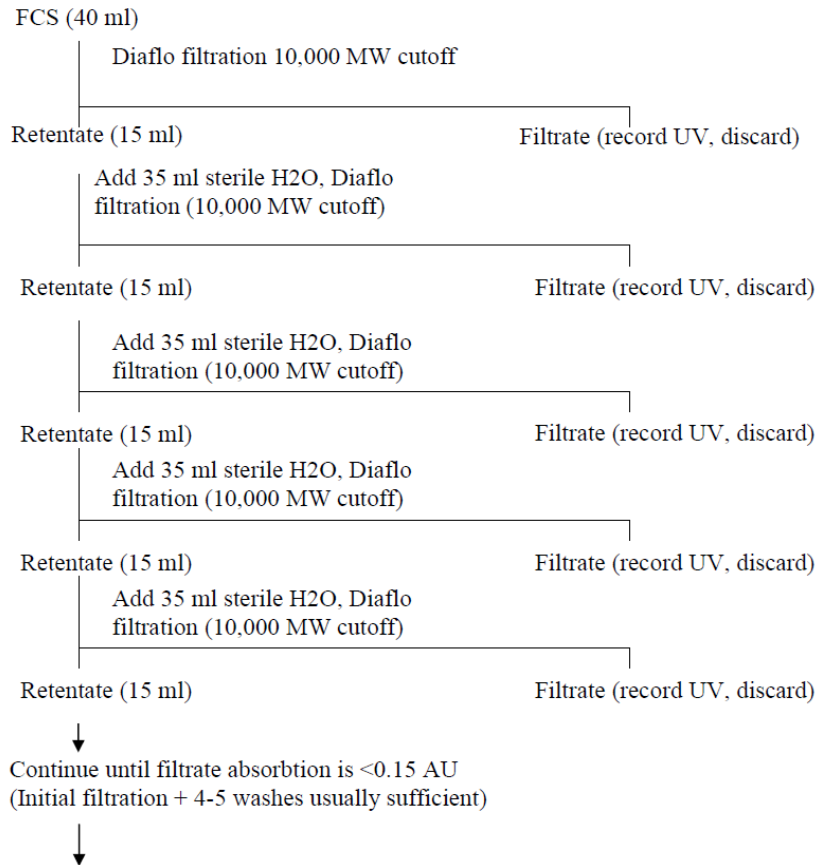 FCS (40 ml)
Diaflo filtration 10,000 MW cutoff
Retentate (15 ml)
Filtrate (record UV, discard)
Add 35 ml sterile H2O, Diaflo
filtration (10,000 MW cutoff)
Retentate (15 ml)
Filtrate (record UV, discard)
Add 35 ml sterile H2O, Diaflo
filtration (10,000 MW cutoff)
Retentate (15 ml)
Filtrate (record UV, discard)
Add 35 ml sterile H2O, Diaflo
filtration (10,000 MW cutoff)
Retentate (15 ml)
Filtrate (record UV, discard)
Add 35 ml sterile H2O, Diaflo
filtration (10,000 MW cutoff)
Retentate (15 ml)
Filtrate (record UV, discard)
Continue until filtrate absorbtion is <0.15 AU
(Initial filtration + 4-5 washes usually sufficient)